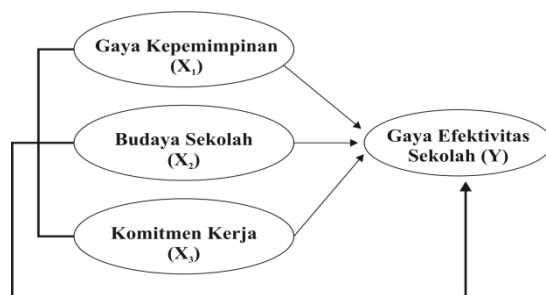 Gaya Kepemimpinan
(X₁)
Budaya Sekolah
(X₂)
Gaya Efektivitas
Sekolah (Y)
Komitmen Kerja
(X₃)